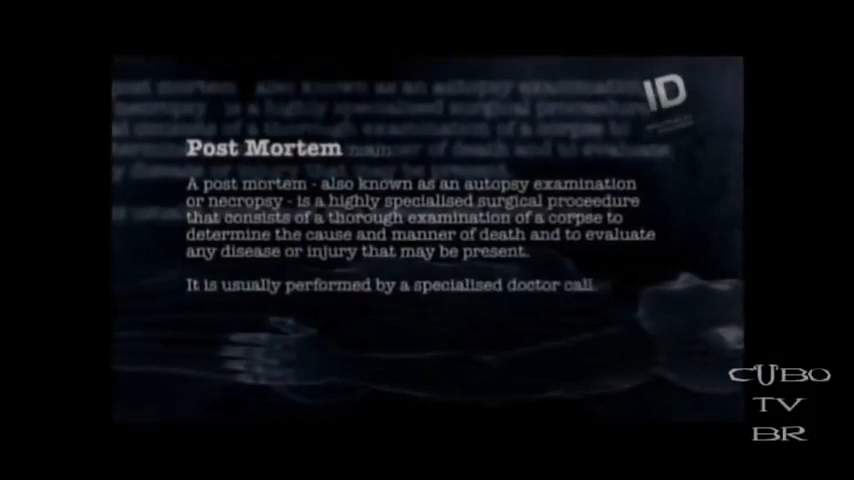 ID
Post Mortem noun
A post mortem - also known as an autopsy examination
or necropsy - is a highly specialised surgical proceedure
that consists of a thorough examination of a corpse to
determine the cause and manner of death and to evaluate
any disease or injury that may be present.
It is usually performed by a specialised doctor call
CUBO
TV
BR